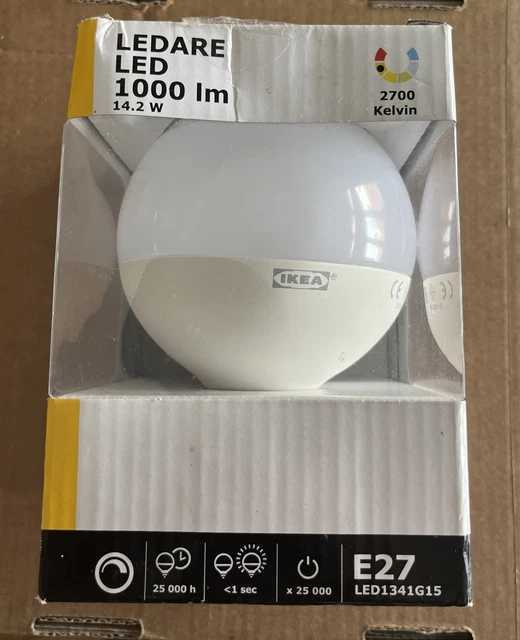 LEDARE
LED
1000 lm
14.2 W
2700
Kelvin
IKEA®
CE
25 000 h
<1 sec
x 25 000
E27
LED1341G15